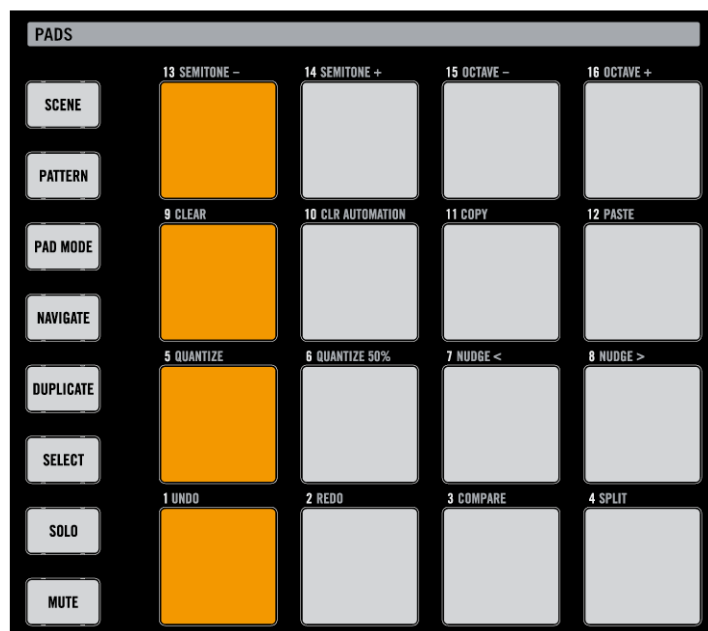 PADS
13 SEMITONE –
14 SEMITONE +
15 OCTAVE –
16 OCTAVE +
SCENE
PATTERN
9 CLEAR
10 CLR AUTOMATION
11 COPY
12 PASTE
PAD MODE
NAVIGATE
5 QUANTIZE
6 QUANTIZE 50%
7 NUDGE <
8 NUDGE >
DUPLICATE
SELECT
1 UNDO
2 REDO
3 COMPARE
4 SPLIT
SOLO
MUTE